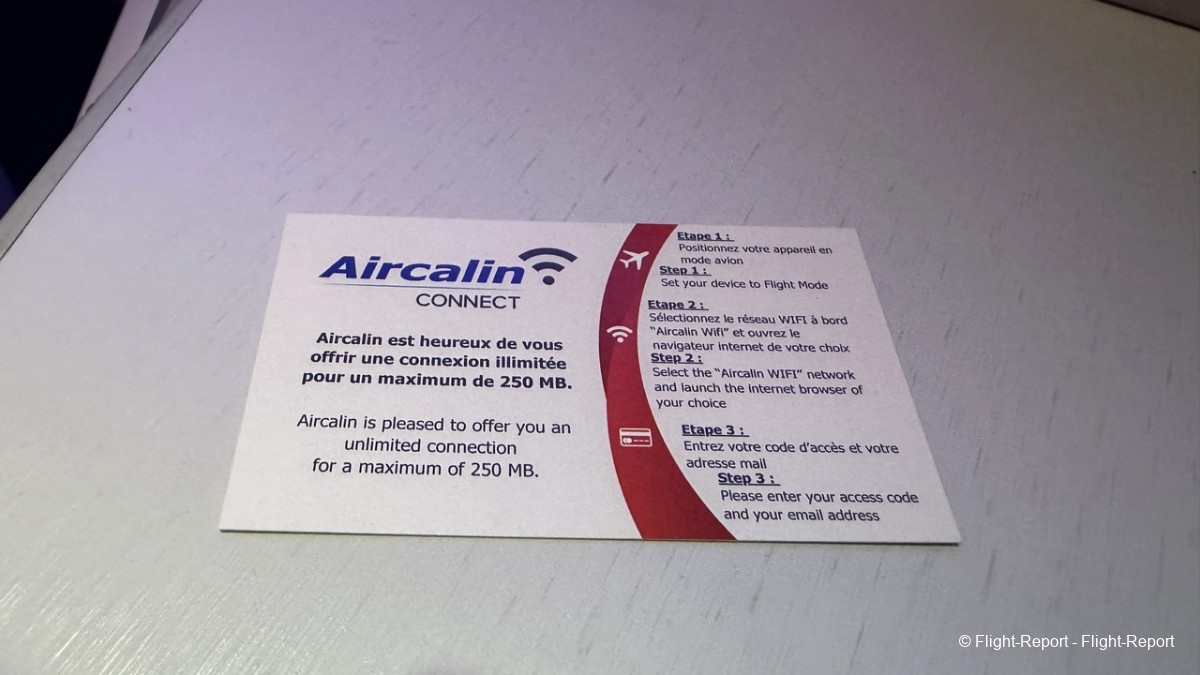 Aircalin
CONNECT
Aircalin est heureux de vous
offrir une connexion illimitée
pour un maximum de 250 MB.
Aircalin is pleased to offer you an
unlimited connection
for a maximum of 250 MB.
Etape 1 :
Positionnez votre appareil en
mode avion
Step 1 :
Set your device to Flight Mode
Etape 2 :
Sélectionnez le réseau WIFI à bord
"Aircalin Wifi" et ouvrez le
navigateur internet de votre choix
Step 2 :
Select the "Aircalin WIFI" network
and launch the internet browser of
your choice
Etape 3 :
Entrez votre code d'accès et votre
adresse mail
Step 3 :
Please enter your access code
and your email address
© Flight-Report - Flight-Report